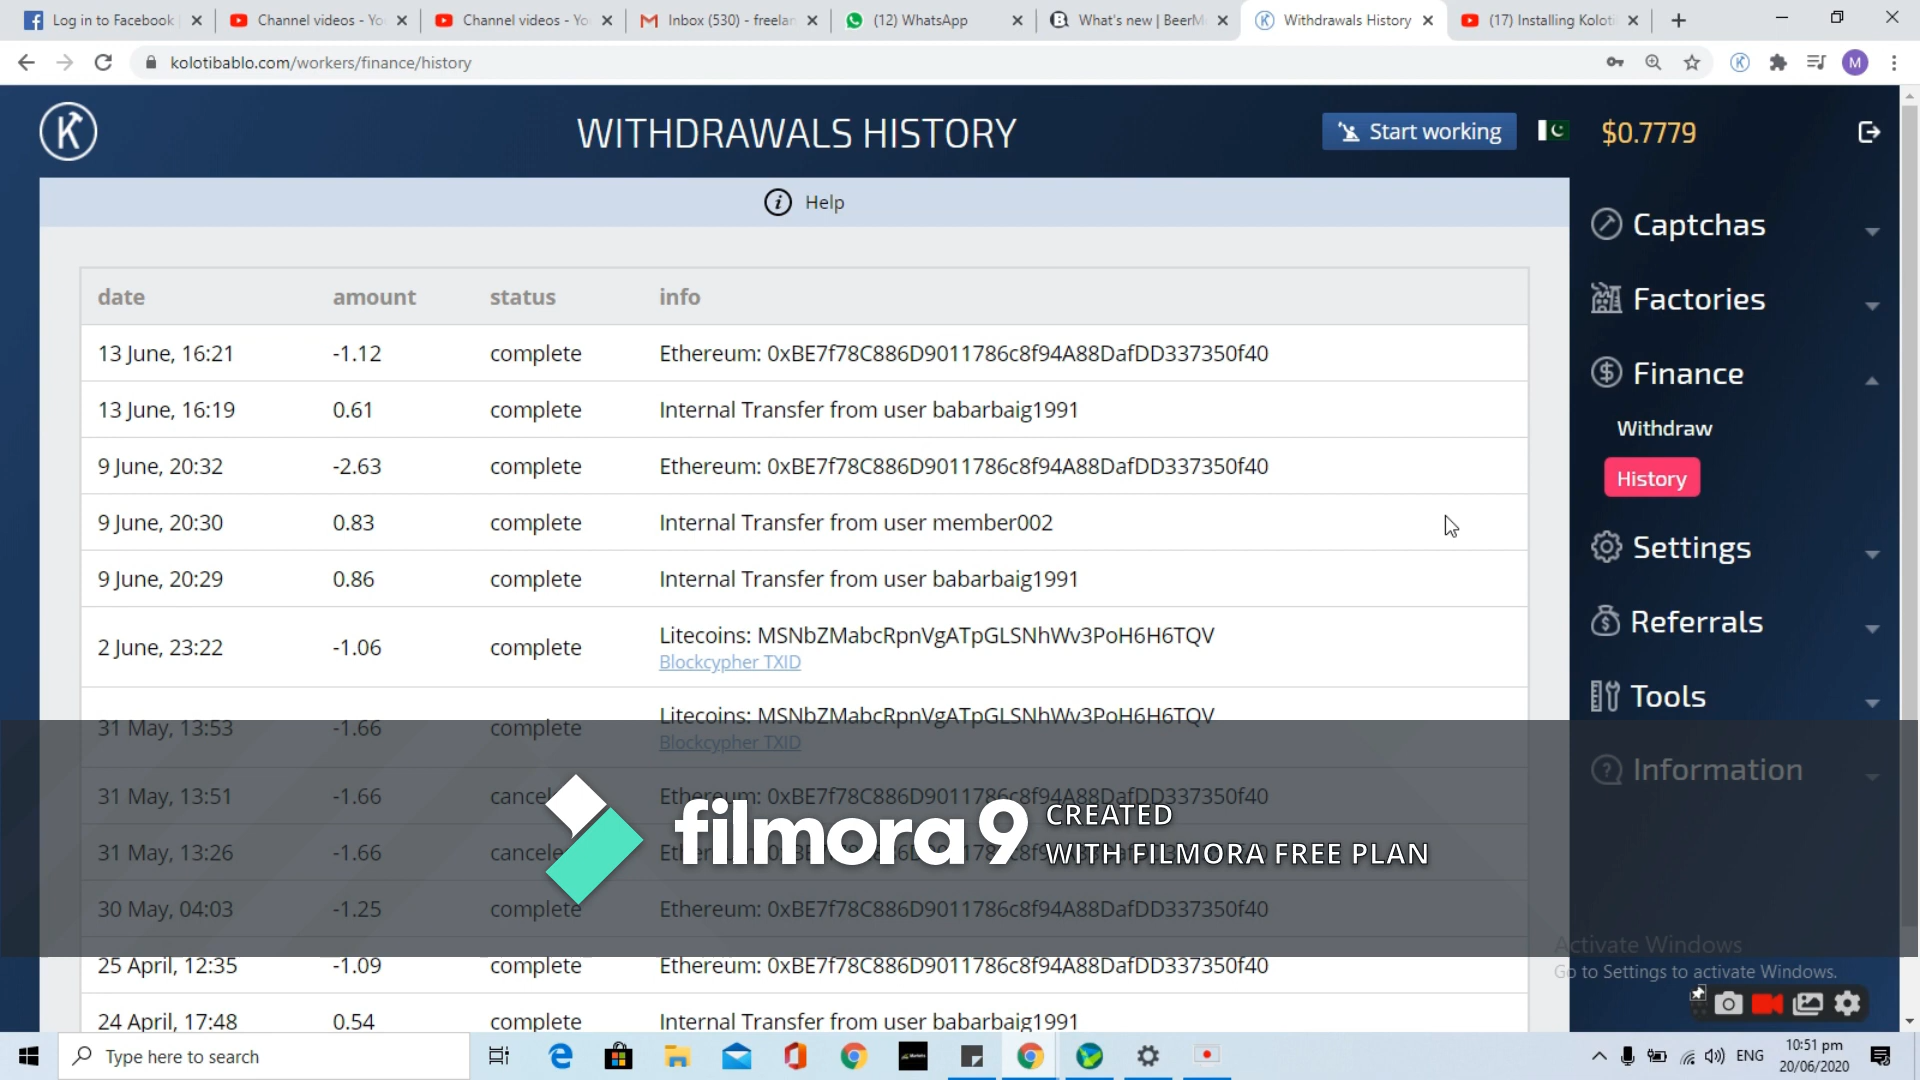 Log in to Facebook
Channel videos - Yo
Channel videos - Yo
Inbox (530) - freelan
(12) WhatsApp
What's new | BeerM
Withdrawals History
(17) Installing Koloti
kolotibablo.com/workers/finance/history
M
K
WITHDRAWALS HISTORY
Start working
$0.7779
Help
date amount status info
13 June, 16:21 -1.12 complete Ethereum: 0xBE7f78C886D9011786c8f94A88DafDD337350f40
13 June, 16:19 0.61 complete Internal Transfer from user babarbaig1991
9 June, 20:32 -2.63 complete Ethereum: 0xBE7f78C886D9011786c8f94A88DafDD337350f40
9 June, 20:30 0.83 complete Internal Transfer from user member002
9 June, 20:29 0.86 complete Internal Transfer from user babarbaig1991
2 June, 23:22 -1.06 complete Litecoins: MSNbZMabcRpnVgATpGLSNhWv3PoH6H6TQV
Blockcypher TXID
31 May, 13:53 -1.66 complete Litecoins: MSNbZMabcRpnVgATpGLSNhWv3PoH6H6TQV
Blockcypher TXID
31 May, 13:51 -1.66 cancel Ethereum: 0xBE7f78C886D9011786c8f94A88DafDD337350f40
31 May, 13:26 -1.66 cancele
30 May, 04:03 -1.25 complete Ethereum: 0xBE7f78C886D9011786c8f94A88DafDD337350f40
25 April, 12:35 -1.09 complete Ethereum: 0xBE7f78C886D9011786c8f94A88DafDD337350f40
24 April, 17:48 0.54 complete Internal Transfer from user babarbaig1991
Captchas
Factories
Finance
Withdraw
History
Settings
Referrals
Tools
Information
filmora9
CREATED
WITH FILMORA FREE PLAN
Activate Windows
Go to Settings to activate Windows.
Type here to search
ENG
10:51 pm
20/06/2020